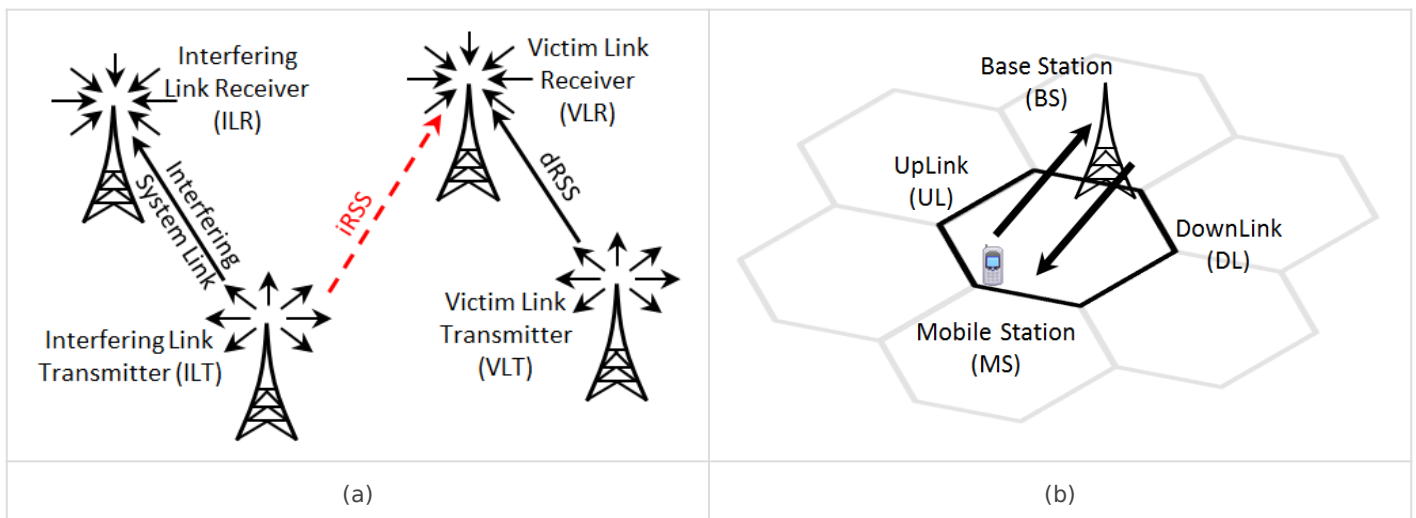 Interfering
Link Receiver
(ILR)
Victim Link
Receiver
(VLR)
Interfering
System Link
iRSS
dRSS
Interfering Link
Transmitter (ILT)
Victim Link
Transmitter
(VLT)
(a)
Base Station
(BS)
UpLink
(UL)
DownLink
(DL)
Mobile Station
(MS)
(b)